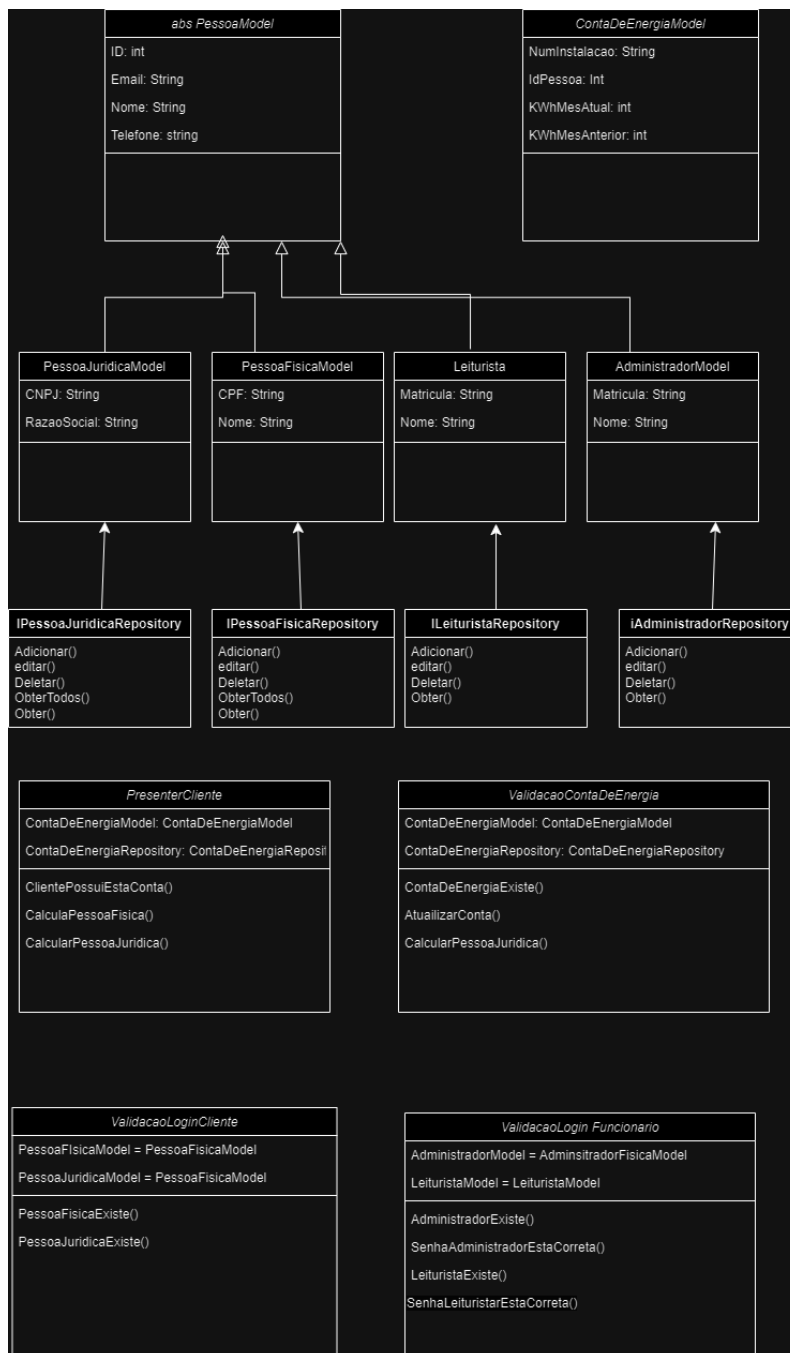 abs PessoaModel
ID: int
Email: String
Nome: String
Telefone: string
ContaDeEnergiaModel
NumInstalacao: String
IdPessoa: Int
KWhMesAtual: int
KWhMesAnterior: int
PessoaJuridicaModel
CNPJ: String
RazaoSocial: String
PessoaFisicaModel
CPF: String
Nome: String
Leiturista
Matricula: String
Nome: String
AdministradorModel
Matricula: String
Nome: String
IPessoaJuridicaRepository
Adicionar()
editar()
Deletar()
ObterTodos()
Obter()
IPessoaFisicaRepository
Adicionar()
editar()
Deletar()
ObterTodos()
Obter()
ILeituristaRepository
Adicionar()
editar()
Deletar()
Obter()
iAdministradorRepository
Adicionar()
editar()
Deletar()
Obter()
PresenterCliente
ContaDeEnergiaModel: ContaDeEnergiaModel
ContaDeEnergiaRepository: ContaDeEnergiaReposit
ClientePossuiEstaConta()
CalculaPessoaFisica()
CalcularPessoaJuridica()
ValidacaoContaDeEnergia
ContaDeEnergiaModel: ContaDeEnergiaModel
ContaDeEnergiaRepository: ContaDeEnergiaRepository
ContaDeEnergiaExiste()
AtuailizarConta()
CalcularPessoaJuridica()
ValidacaoLoginCliente
PessoaFIsicaModel = PessoaFisicaModel
PessoaJuridicaModel = PessoaFisicaModel
PessoaFisicaExiste()
PessoaJuridicaExiste()
ValidacaoLogin Funcionario
AdministradorModel = AdminsitradorFisicaModel
LeituristaModel = LeituristaModel
AdministradorExiste()
SenhaAdministradorEstaCorreta()
LeituristaExiste()
SenhaLeituristarEstaCorreta()